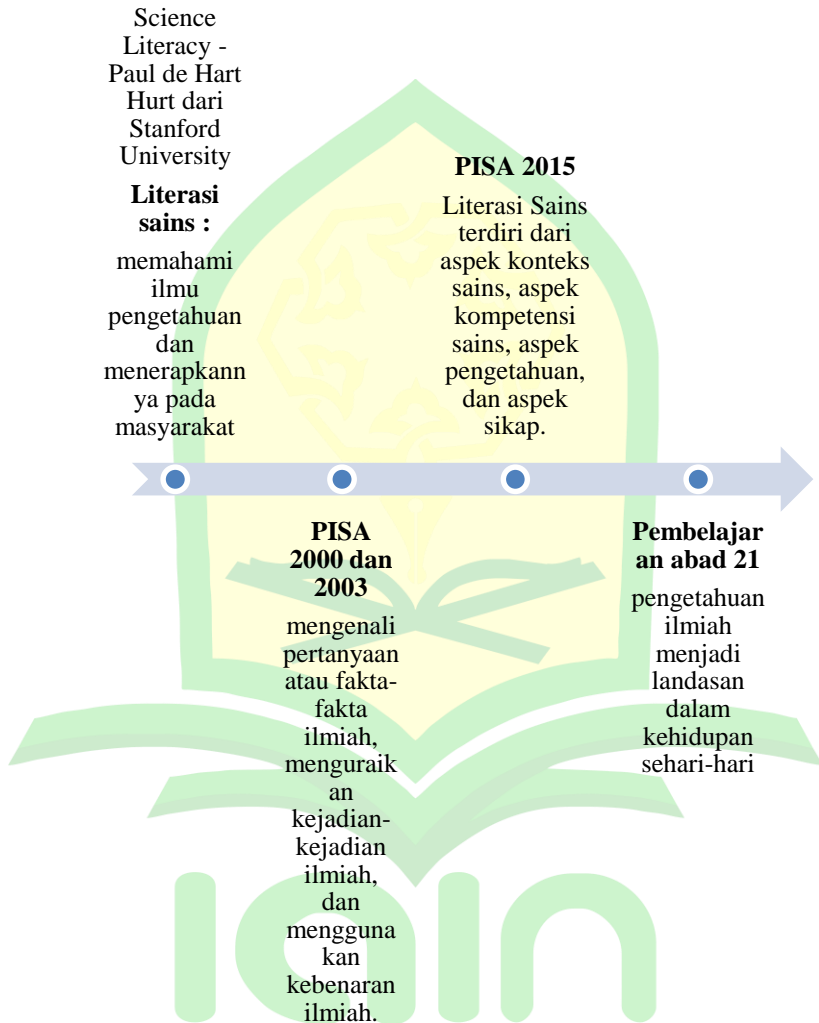 Science
Literacy -
Paul de Hart
Hurt dari
Stanford
University
Literasi
sains :
memahami
ilmu
pengetahuan
dan
menerapkann
ya pada
masyarakat
PISA
2000 dan
2003
mengenali
pertanyaan
atau fakta-
fakta
ilmiah,
menguraik
an
kejadian-
kejadian
ilmiah,
dan
mengguna
kan
kebenaran
ilmiah.
PISA 2015
Literasi Sains
terdiri dari
aspek konteks
sains, aspek
kompetensi
sains, aspek
pengetahuan,
dan aspek
sikap.
Pembelajar
an abad 21
pengetahuan
ilmiah
menjadi
landasan
dalam
kehidupan
sehari-hari
iain